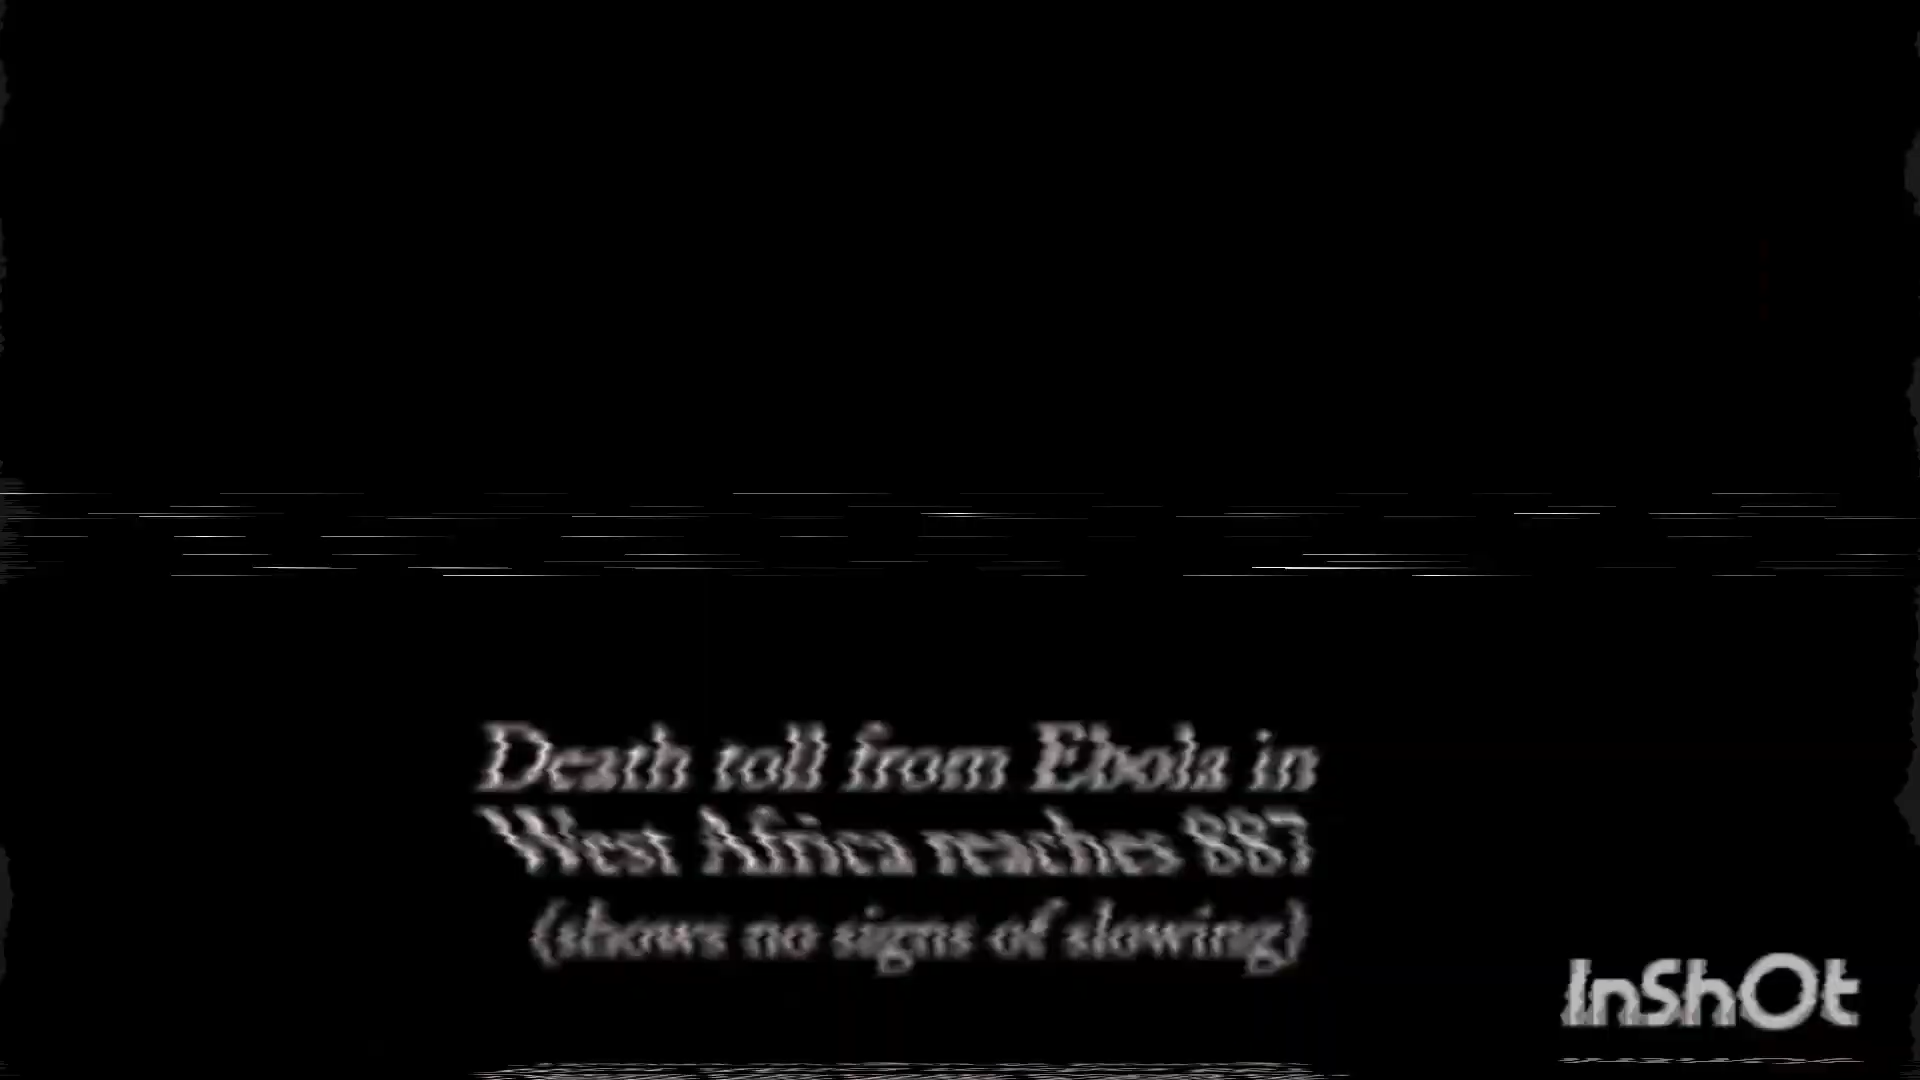 Death toll from Ebola in
West Africa reaches 887
(shows no signs of slowing)
InShOt